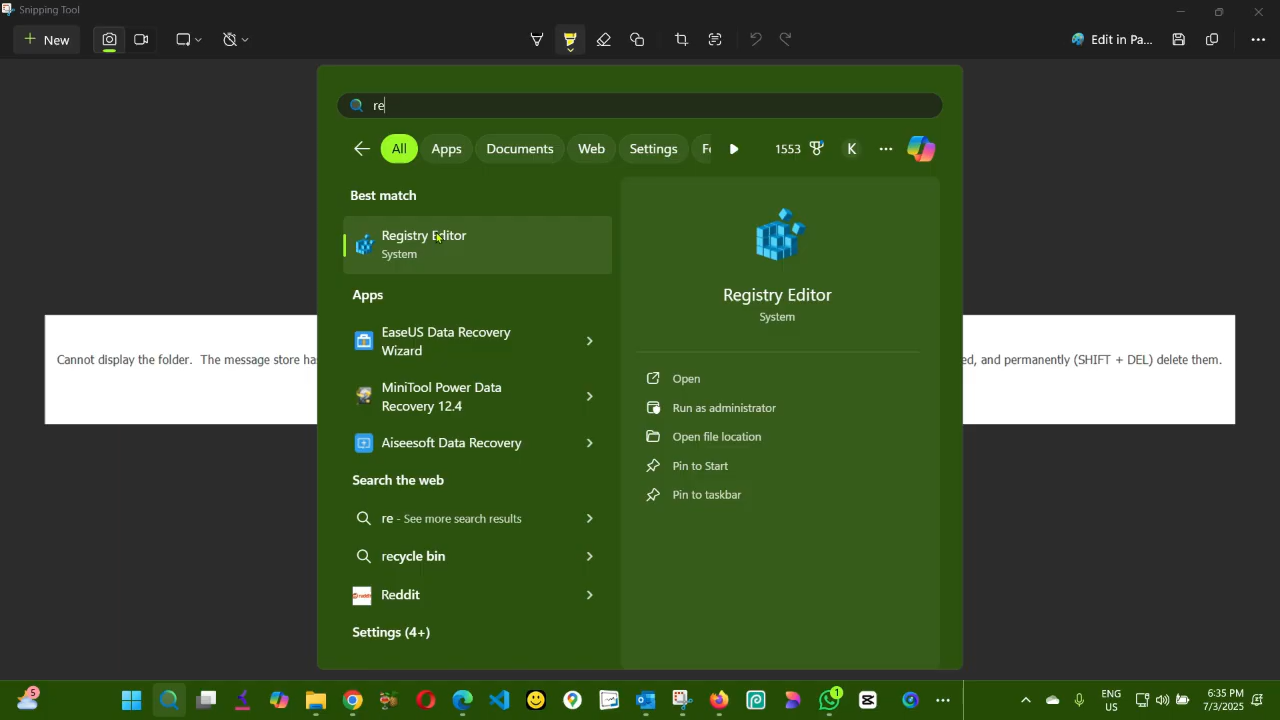 Snipping Tool
New
Edit in Pa...
re
All
Apps
Documents
Web
Settings
1553
K
Best match
Registry Editor
System
Apps
EaseUS Data Recovery
Wizard
MiniTool Power Data
Recovery 12.4
Aiseesoft Data Recovery
Search the web
re - See more search results
recycle bin
Reddit
Settings (4+)
Registry Editor
System
Open
Run as administrator
Open file location
Pin to Start
Pin to taskbar
Cannot display the folder. The message store
and permanently (SHIFT + DEL) delete them.
5
1
ENG
US
6:35 PM
7/3/2025